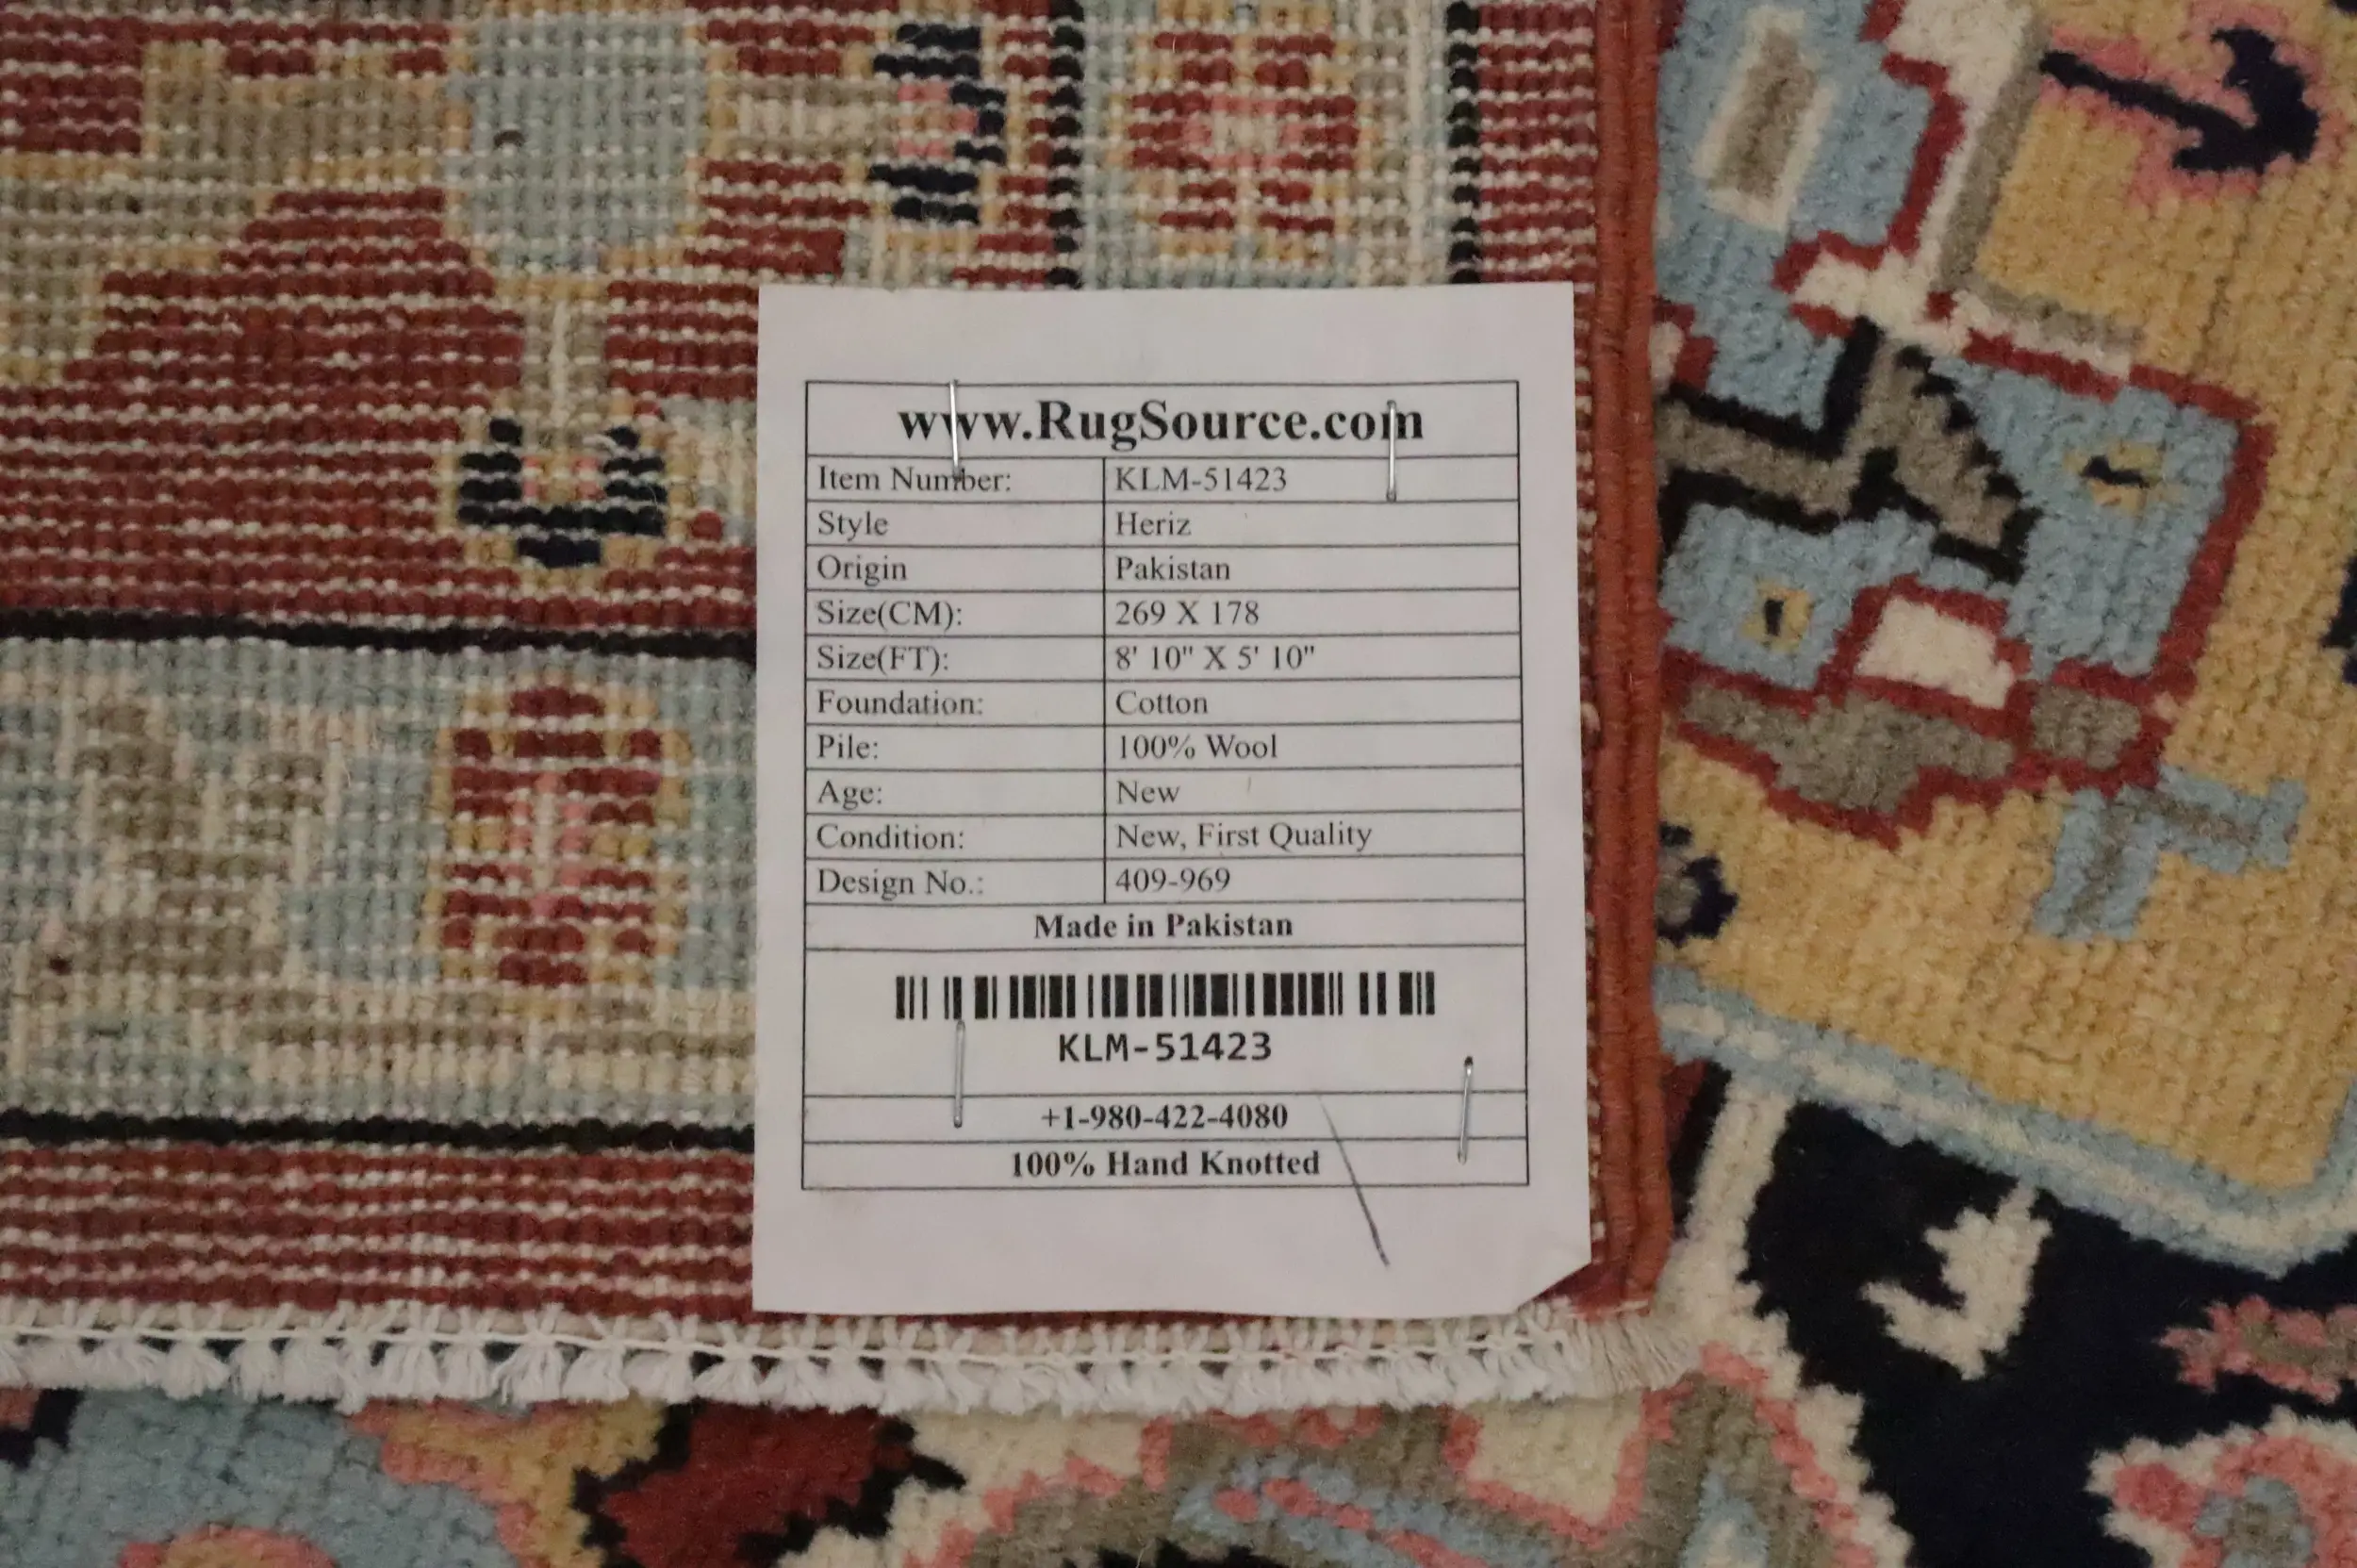 www.RugSource.com
Item Number: KLM-51423
Style Heriz
Origin Pakistan
Size(CM): 269 X 178
Size(FT): 8' 10" X 5' 10"
Foundation: Cotton
Pile: 100% Wool
Age: New
Condition: New, First Quality
Design No.: 409-969
Made in Pakistan
KLM-51423
+1-980-422-4080
100% Hand Knotted